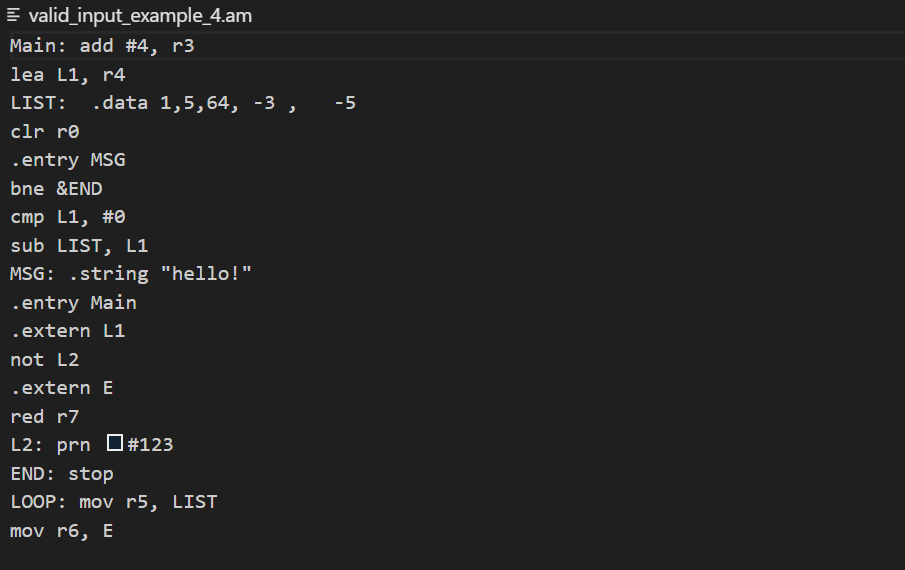 valid_input_example_4.am
Main: add #4, r3
lea L1, r4
LIST:  .data 1,5,64, -3 ,   -5
clr r0
.entry MSG
bne &END
cmp L1, #0
sub LIST, L1
MSG: .string "hello!"
.entry Main
.extern L1
not L2
.extern E
red r7
L2: prn #123
END: stop
LOOP: mov r5, LIST
mov r6, E